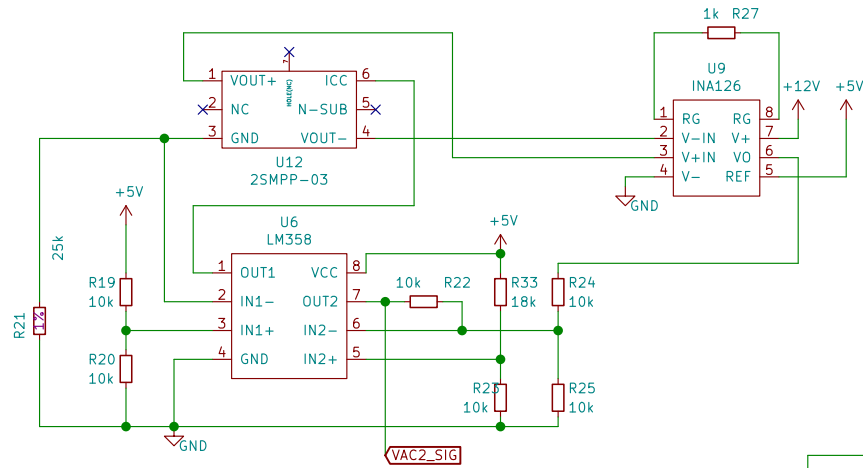 1k R27
U9
INA126
+12V
+5V
1 VOUT+ ICC 6
7
HOLE(NC)
2 NC N-SUB 5
3 GND VOUT- 4
U12
2SMPP-03
1 RG RG 8
2 V-IN V+ 7
3 V+IN VO 6
4 V- REF 5
GND
+5V
25k
R21
1%
R19
10k
R20
10k
U6
LM358
1 OUT1 VCC 8
2 IN1- OUT2 7
3 IN1+ IN2- 6
4 GND IN2+ 5
GND
+5V
10k R22
R33
18k
R24
10k
R23
10k
R25
10k
VAC2_SIG